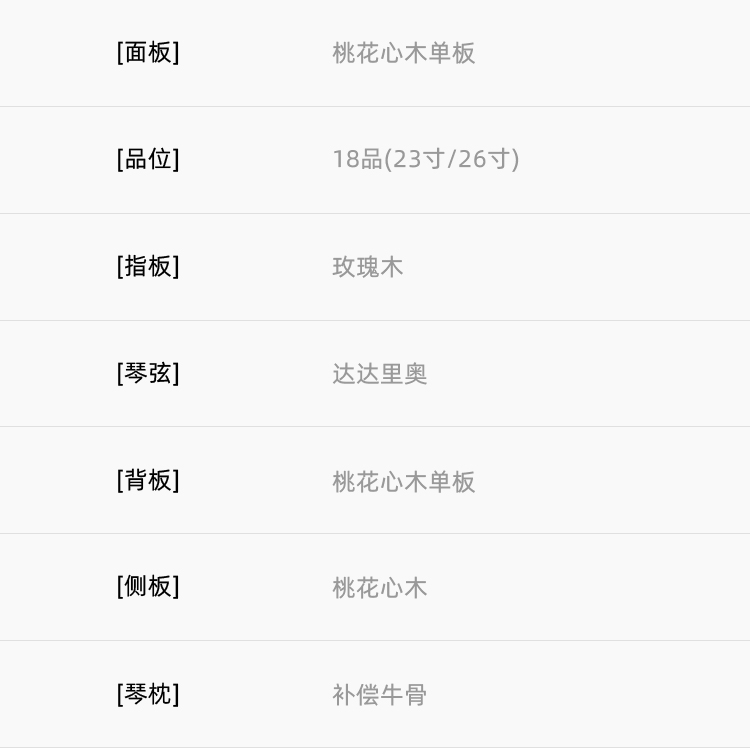 [面板] 桃花心木单板
[品位] 18品(23寸/26寸)
[指板] 玫瑰木
[琴弦] 达达里奥
[背板] 桃花心木单板
[侧板] 桃花心木
[琴枕] 补偿牛骨